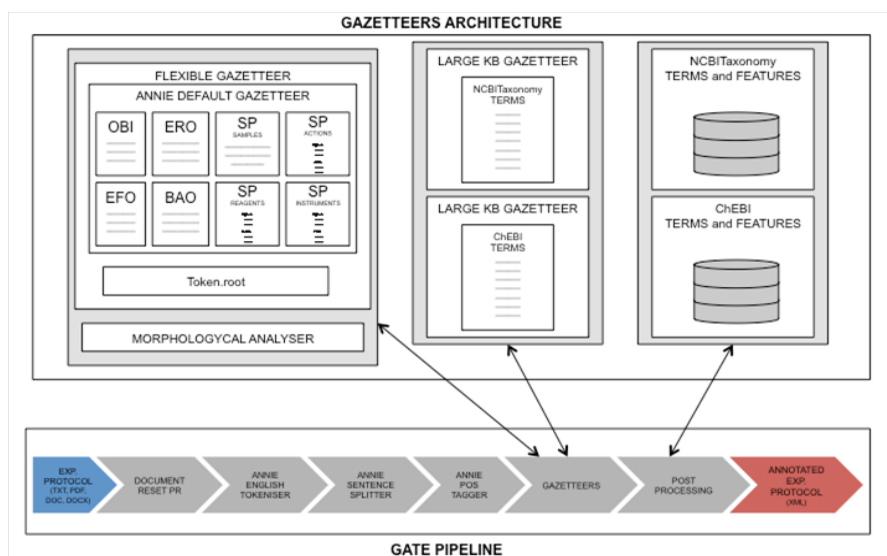 GAZETTEERS ARCHITECTURE
FLEXIBLE GAZETTEER
ANNIE DEFAULT GAZETTEER
OBI
ERO
SP
SAMPLES
SP
ACTIONS
EFO
BAO
SP
REAGENTS
SP
INSTRUMENTS
Token.root
MORPHOLOGYCAL ANALYSER
LARGE KB GAZETTEER
NCBITaxonomy
TERMS
LARGE KB GAZETTEER
ChEBI
TERMS
NCBITaxonomy
TERMS and FEATURES
ChEBI
TERMS and FEATURES
EXP.
PROTOCOL
(TXT, PDF,
DOC, DOCX)
DOCUMENT
RESET PR
ANNIE
ENGLISH
TOKENISER
ANNIE
SENTENCE
SPLITTER
ANNIE
POS
TAGGER
GAZETTEERS
POST
PROCESSING
ANNOTATED
EXP.
PROTOCOL
(XML)
GATE PIPELINE